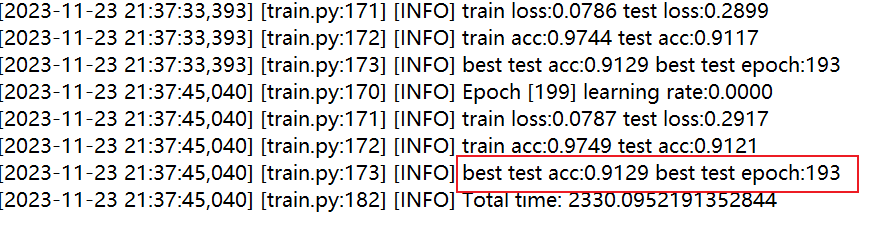 [2023-11-23 21:37:33,393] [train.py:171] [INFO] train loss:0.0786 test loss:0.2899
[2023-11-23 21:37:33,393] [train.py:172] [INFO] train acc:0.9744 test acc:0.9117
[2023-11-23 21:37:33,393] [train.py:173] [INFO] best test acc:0.9129 best test epoch:193
[2023-11-23 21:37:45,040] [train.py:170] [INFO] Epoch [199] learning rate:0.0000
[2023-11-23 21:37:45,040] [train.py:171] [INFO] train loss:0.0787 test loss:0.2917
[2023-11-23 21:37:45,040] [train.py:172] [INFO] train acc:0.9749 test acc:0.9121
[2023-11-23 21:37:45,040] [train.py:173] [INFO] best test acc:0.9129 best test epoch:193
[2023-11-23 21:37:45,040] [train.py:182] [INFO] Total time: 2330.0952191352844